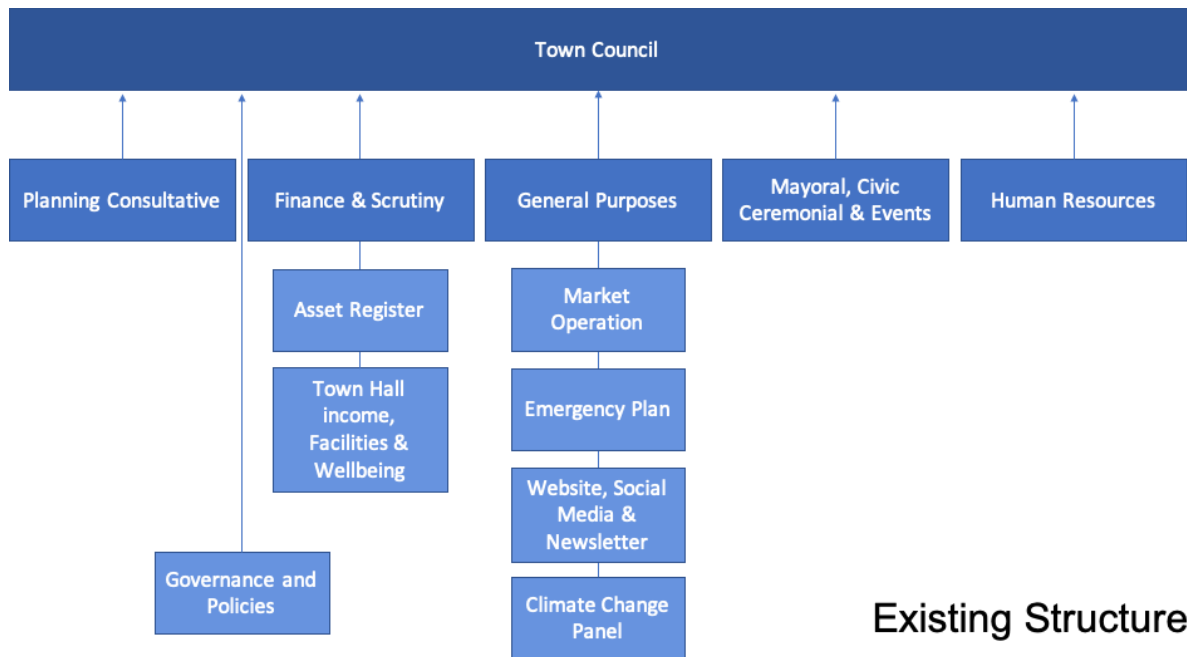 Town Council
Planning Consultative
Finance & Scrutiny
General Purposes
Mayoral, Civic
Ceremonial & Events
Human Resources
Asset Register
Town Hall
income,
Facilities &
Wellbeing
Market
Operation
Emergency Plan
Website, Social
Media &
Newsletter
Governance and
Policies
Climate Change
Panel
Existing Structure